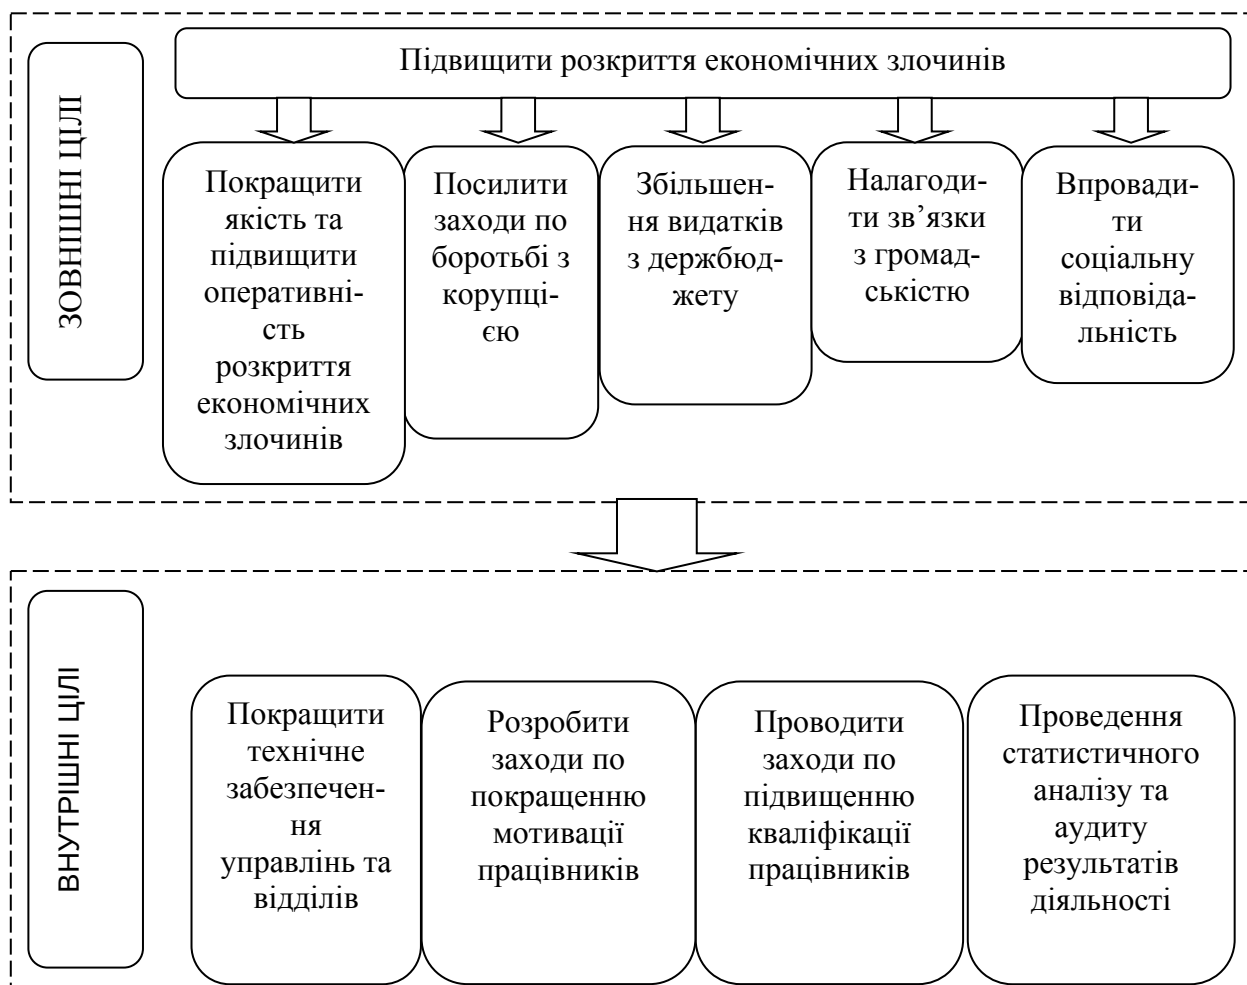 ЗОВНІШНІ ЦІЛІ
Підвищити розкриття економічних злочинів
Покращити
якість та
підвищити
оперативні-
сть
розкриття
економічних
злочинів
Посилити
заходи по
боротьбі з
корупці-
єю
Збільшен-
ня видатків
з держбюд-
жету
Налагоди-
ти зв’язки
з громад-
ськістю
Впровади-
ти
соціальну
відповіда-
льність
ВНУТРІШНІ ЦІЛІ
Покращити
технічне
забезпечен-
ня
управлінь та
відділів
Розробити
заходи по
покращенню
мотивації
працівників
Проводити
заходи по
підвищенню
кваліфікації
працівників
Проведення
статистичного
аналізу та
аудиту
результатів
діяльності